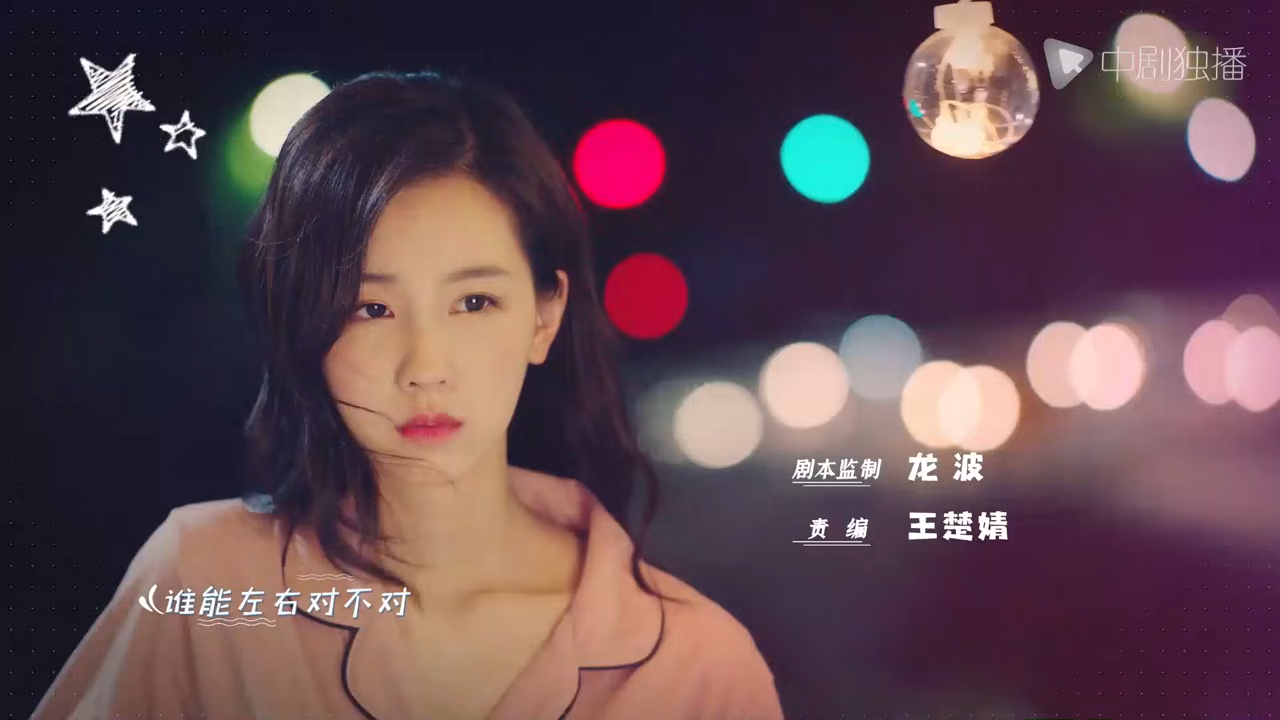 中剧独播
剧本监制 龙波
责编 王楚婧
谁能左右对不对